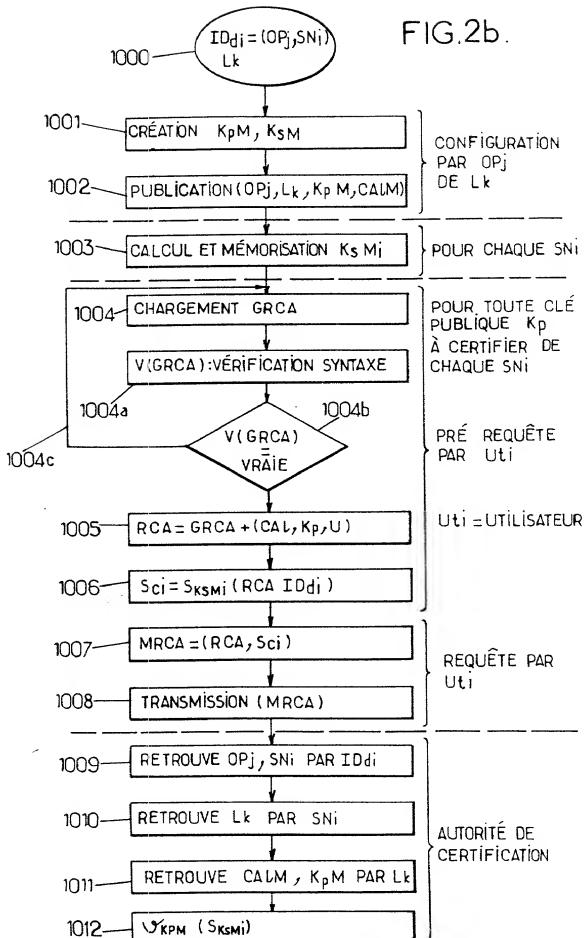 FIG.2b.
IDdi = (OPj, SNi)
Lk
1000
1001
CRÉATION KpM, KsM
1002
PUBLICATION (OPj, Lk, KpM, CALM)
CONFIGURATION
PAR OPj
DE Lk
1003
CALCUL ET MÉMORISATION KsMi
POUR CHAQUE SNi
1004
CHARGEMENT GRCA
POUR TOUTE CLÉ
PUBLIQUE Kp
À CERTIFIER DE
CHAQUE SNi
V(GRCA):VÉRIFICATION SYNTAXE
1004a
1004b
V(GRCA)
=
VRAIE
1004c
PRÉ REQUÊTE
PAR Uti
1005
RCA = GRCA + (CAL, Kp, U)
Uti = UTILISATEUR
1006
Sci = SKSMi (RCA IDdi)
1007
MRCA = (RCA, Sci)
1008
TRANSMISSION (MRCA)
REQUÊTE PAR
Uti
1009
RETROUVE OPj, SNi PAR IDdi
1010
RETROUVE Lk PAR SNi
1011
RETROUVE CALM, KpM PAR Lk
AUTORITÉ DE
CERTIFICATION
1012
𝒱KPM (SKSMi)